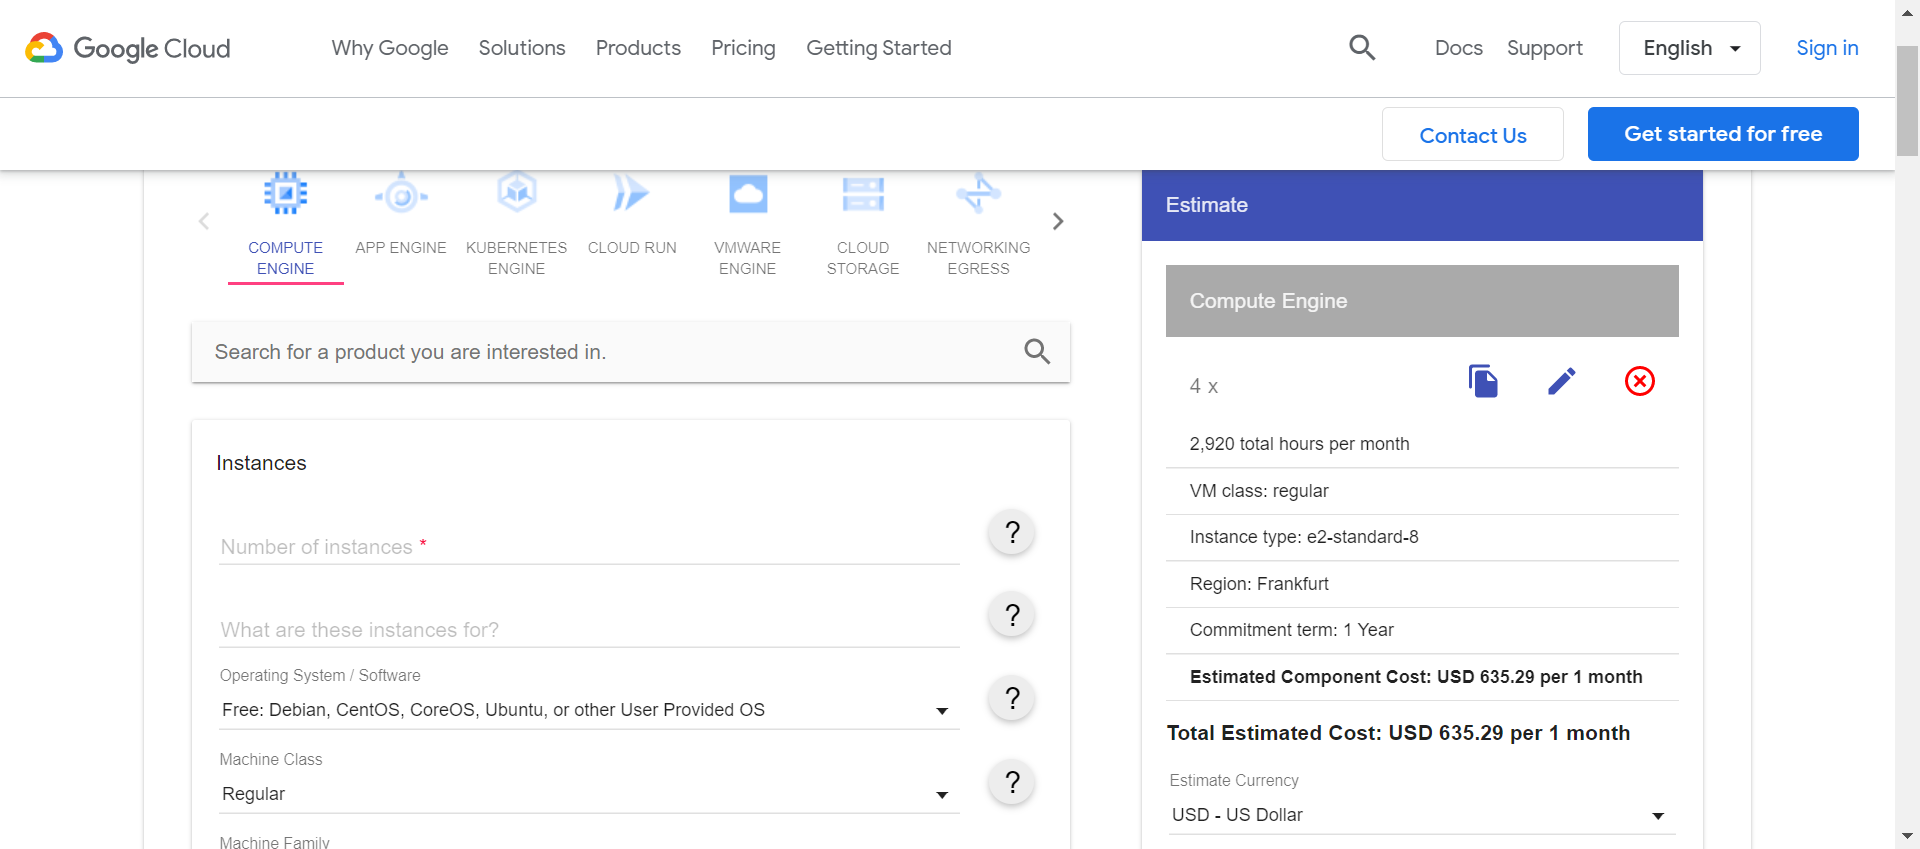 Google Cloud
Why Google Solutions Products Pricing Getting Started
Docs Support English Sign in
Contact Us Get started for free
COMPUTE
ENGINE
APP ENGINE
KUBERNETES
ENGINE
CLOUD RUN
VMWARE
ENGINE
CLOUD
STORAGE
NETWORKING
EGRESS
Search for a product you are interested in.
Instances
Number of instances *
?
What are these instances for?
?
Operating System / Software
Free: Debian, CentOS, CoreOS, Ubuntu, or other User Provided OS
?
Machine Class
Regular
?
Machine Family
Estimate
Compute Engine
4 x
2,920 total hours per month
VM class: regular
Instance type: e2-standard-8
Region: Frankfurt
Commitment term: 1 Year
Estimated Component Cost: USD 635.29 per 1 month
Total Estimated Cost: USD 635.29 per 1 month
Estimate Currency
USD - US Dollar